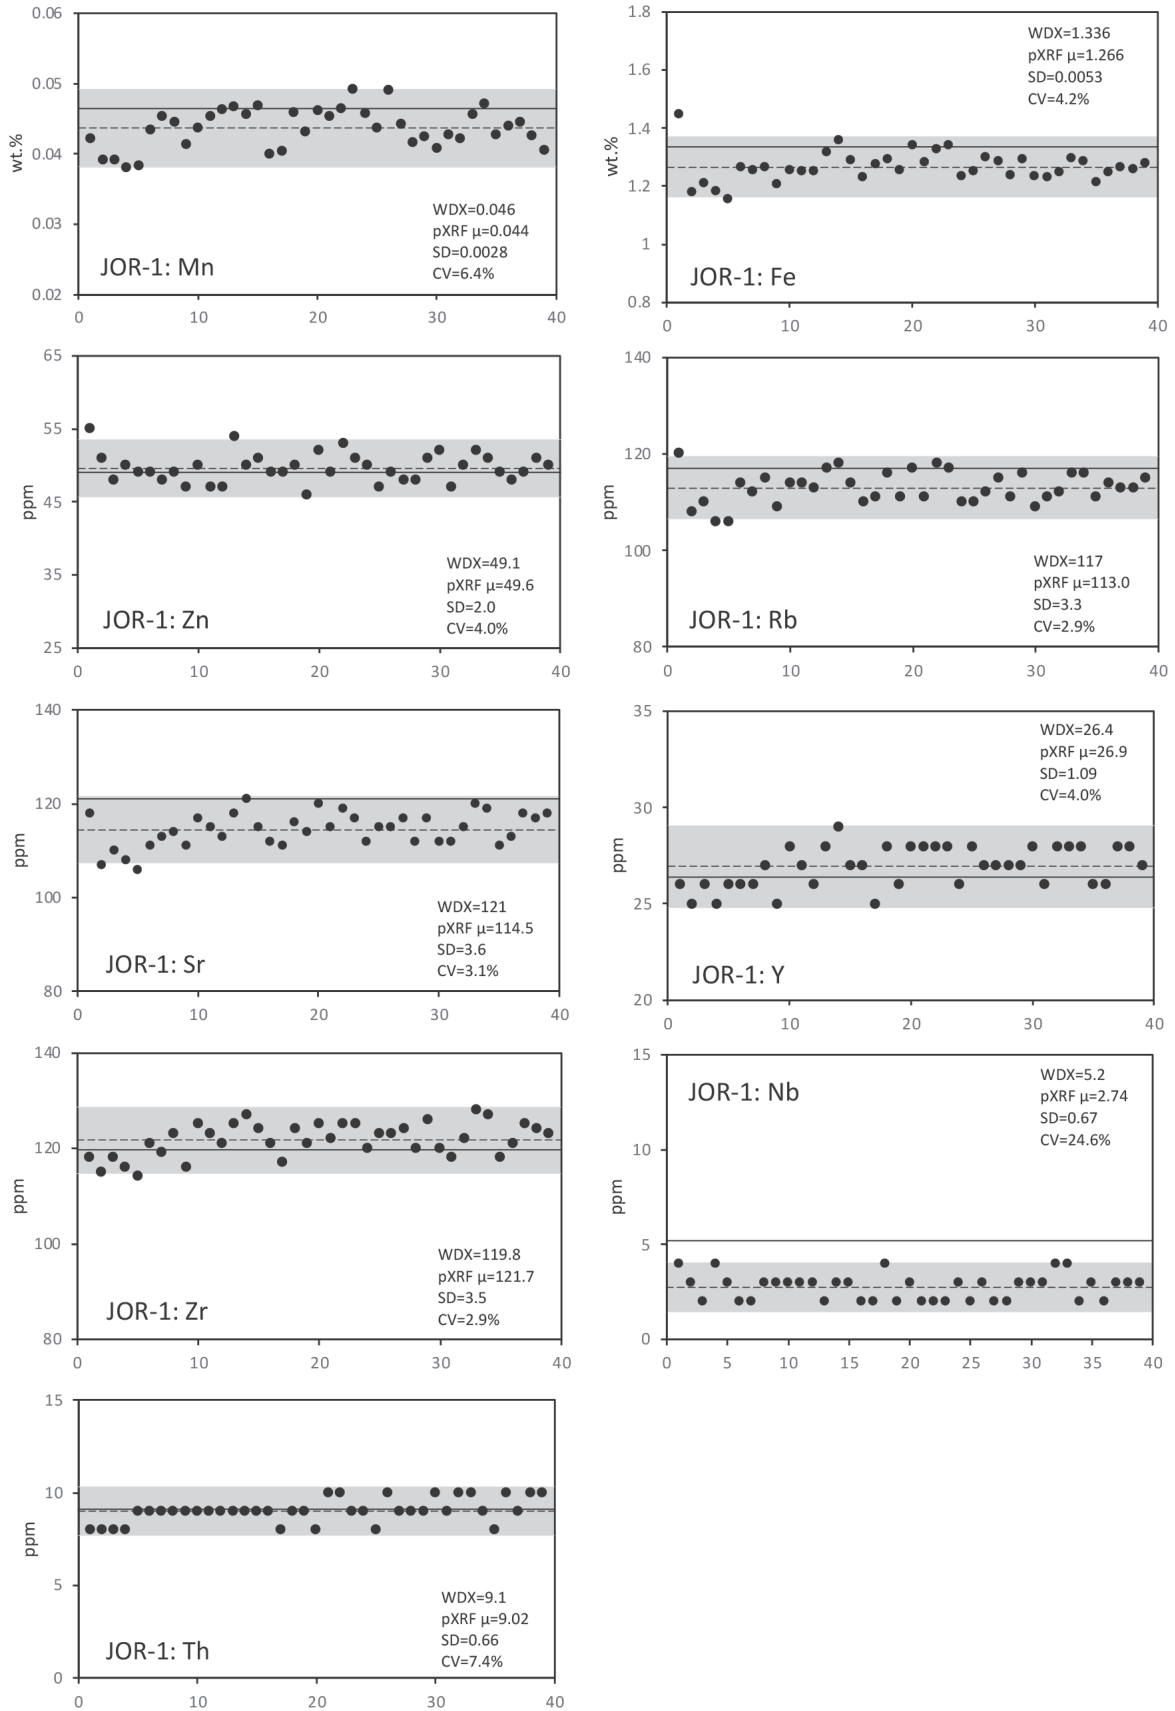 0.06
0.05
0.04
0.03
0.02
wt.%
WDX=0.046
pXRF μ=0.044
SD=0.0028
CV=6.4%
JOR-1: Mn
0 10 20 30 40
1.8
1.6
1.4
1.2
1
0.8
wt.%
WDX=1.336
pXRF μ=1.266
SD=0.0053
CV=4.2%
JOR-1: Fe
0 10 20 30 40
65
55
45
35
25
ppm
WDX=49.1
pXRF μ=49.6
SD=2.0
CV=4.0%
JOR-1: Zn
0 10 20 30 40
140
120
100
80
ppm
WDX=117
pXRF μ=113.0
SD=3.3
CV=2.9%
JOR-1: Rb
0 10 20 30 40
140
120
100
80
ppm
WDX=121
pXRF μ=114.5
SD=3.6
CV=3.1%
JOR-1: Sr
0 10 20 30 40
35
30
25
20
ppm
WDX=26.4
pXRF μ=26.9
SD=1.09
CV=4.0%
JOR-1: Y
0 10 20 30 40
140
120
100
80
ppm
WDX=119.8
pXRF μ=121.7
SD=3.5
CV=2.9%
JOR-1: Zr
0 10 20 30 40
15
10
5
0
ppm
JOR-1: Nb
WDX=5.2
pXRF μ=2.74
SD=0.67
CV=24.6%
0 5 10 15 20 25 30 35 40
15
10
5
0
ppm
WDX=9.1
pXRF μ=9.02
SD=0.66
CV=7.4%
JOR-1: Th
0 10 20 30 40